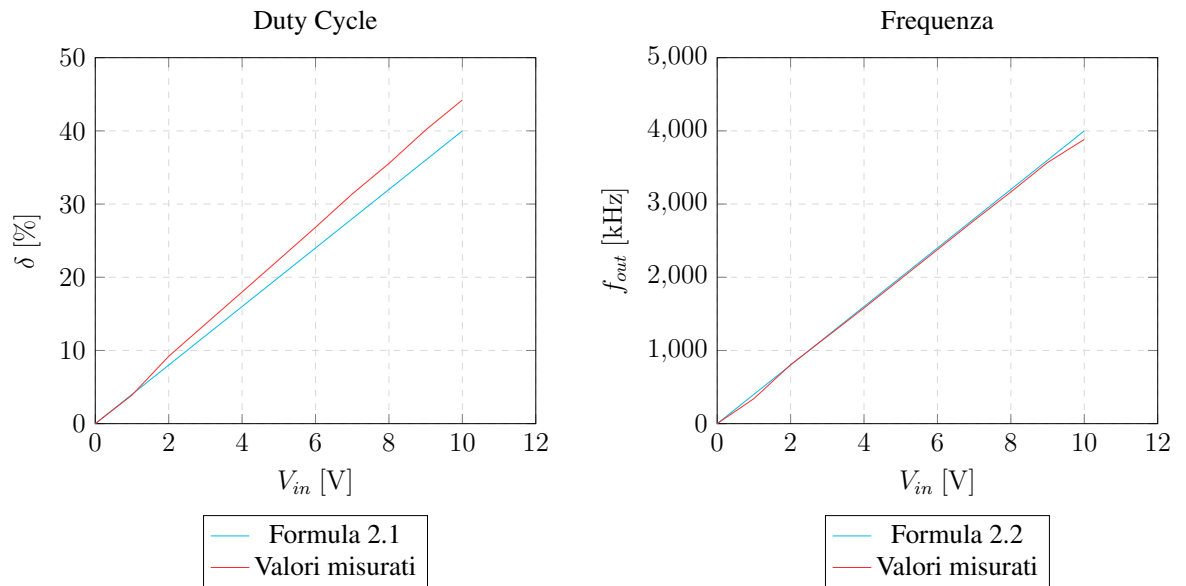 Duty Cycle
50
40
30
20
10
0
0 2 4 6 8 10 12
δ [%]
V_in [V]
Formula 2.1
Valori misurati
Frequenza
5,000
4,000
3,000
2,000
1,000
0
0 2 4 6 8 10 12
f_out [kHz]
V_in [V]
Formula 2.2
Valori misurati